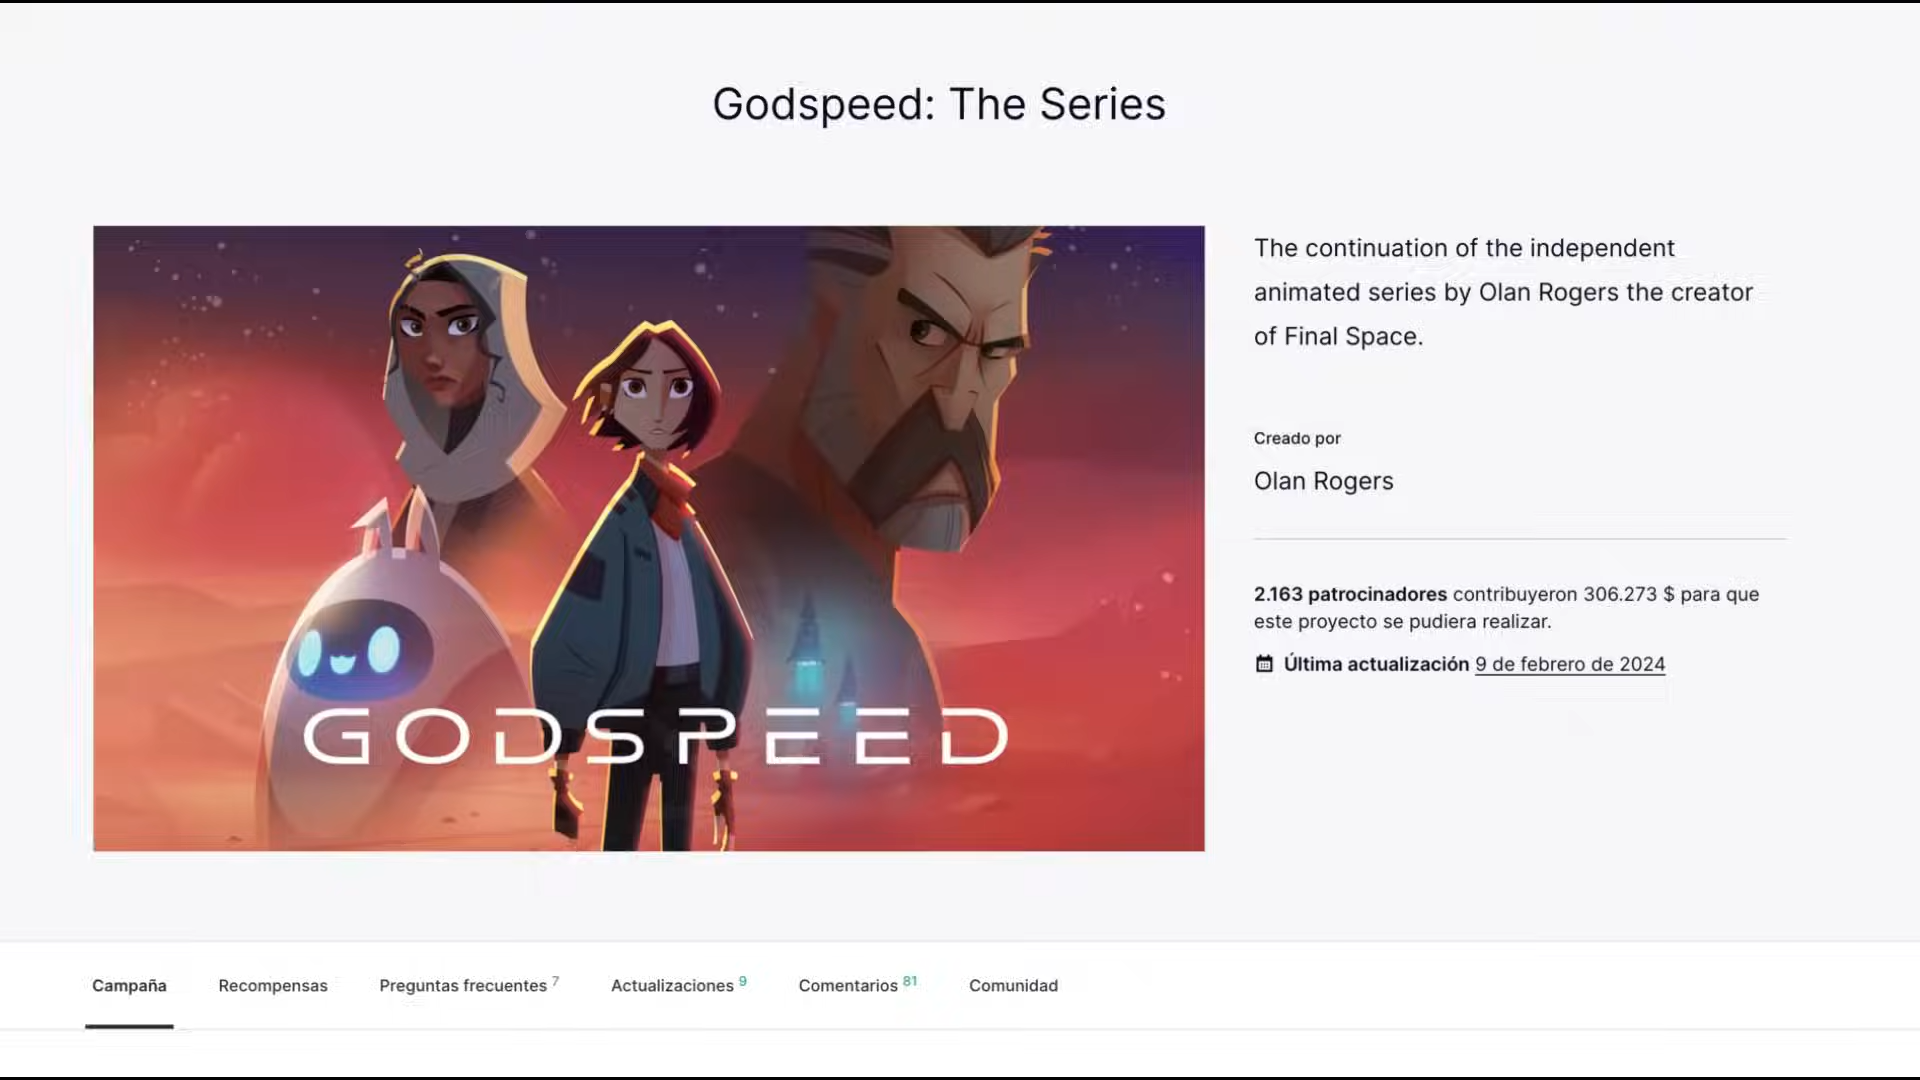 Godspeed: The Series
GODSPEED
The continuation of the independent
animated series by Olan Rogers the creator
of Final Space.
Creado por
Olan Rogers
2.163 patrocinadores contribuyeron 306.273 $ para que
este proyecto se pudiera realizar.
Última actualización 9 de febrero de 2024
Campaña Recompensas Preguntas frecuentes 7 Actualizaciones 9 Comentarios 81 Comunidad